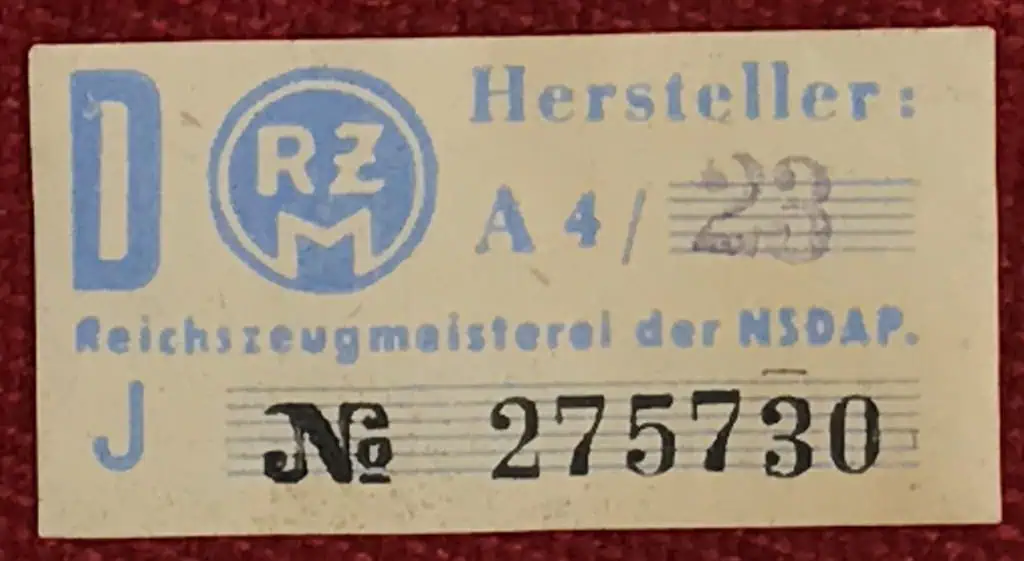 D RZM Hersteller:
A 4 / 23
Reichszeugmeisterei der NSDAP.
J № 275730